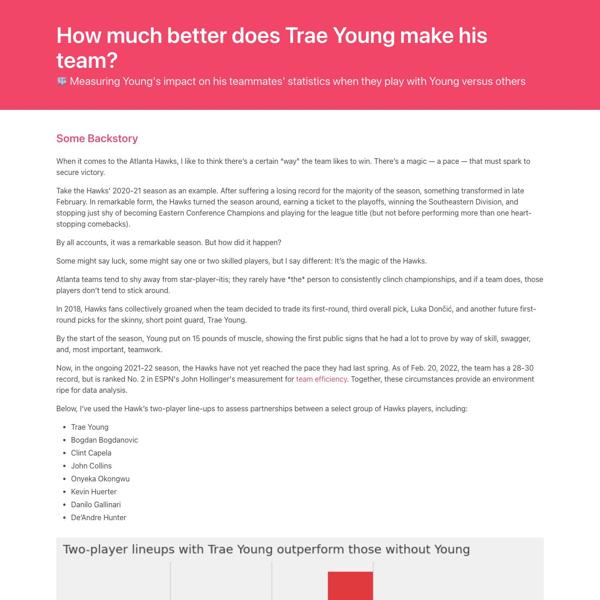 How much better does Trae Young make his
team?
Measuring Young's impact on his teammates' statistics when they play with Young versus others
Some Backstory
When it comes to the Atlanta Hawks, I like to think there's a certain "way" the team likes to win. There's a magic — a pace — that must spark to
secure victory.
Take the Hawks' 2020-21 season as an example. After suffering a losing record for the majority of the season, something transformed in late
February. In remarkable form, the Hawks turned the season around, earning a ticket to the playoffs, winning the Southeastern Division, and
stopping just shy of becoming Eastern Conference Champions and playing for the league title (but not before performing more than one heart-
stopping comebacks).
By all accounts, it was a remarkable season. But how did it happen?
Some might say luck, some might say one or two skilled players, but I say different: It's the magic of the Hawks.
Atlanta teams tend to shy away from star-player-itis; they rarely have *the* person to consistently clinch championships, and if a team does, those
players don't tend to stick around.
In 2018, Hawks fans collectively groaned when the team decided to trade its first-round, third overall pick, Luka Dončić, and another future first-
round picks for the skinny, short point guard, Trae Young.
By the start of the season, Young put on 15 pounds of muscle, showing the first public signs that he had a lot to prove by way of skill, swagger,
and, most important, teamwork.
Now, in the ongoing 2021-22 season, the Hawks have not yet reached the pace they had last spring. As of Feb. 20, 2022, the team has a 28-30
record, but is ranked No. 2 in ESPN's John Hollinger's measurement for team efficiency. Together, these circumstances provide an environment
ripe for data analysis.
Below, I've used the Hawk's two-player line-ups to assess partnerships between a select group of Hawks players, including:
• Trae Young
• Bogdan Bogdanovic
• Clint Capela
• John Collins
• Onyeka Okongwu
• Kevin Huerter
• Danilo Gallinari
• De'Andre Hunter
Two-player lineups with Trae Young outperform those without Young